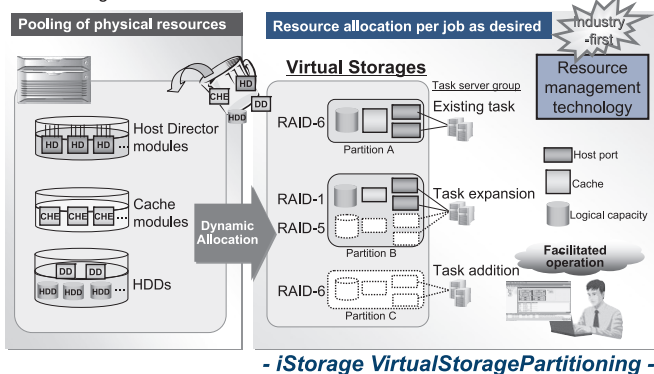 Pooling of physical resources
Resource allocation per job as desired
Industry
-first
Resource
management
technology
HD
CHE
DD
HDD
Virtual Storages
Task server group
HD HD HD ...
Host Director
modules
CHE CHE CHE ...
Cache
modules
DD DD
HDD HDD HDD ...
HDDs
Dynamic
Allocation
RAID-6
Partition A
Existing task
RAID-1
RAID-5
Partition B
Task expansion
RAID-6
Partition C
Task addition
Host port
Cache
Logical capacity
Facilitated
operation
- iStorage VirtualStoragePartitioning -